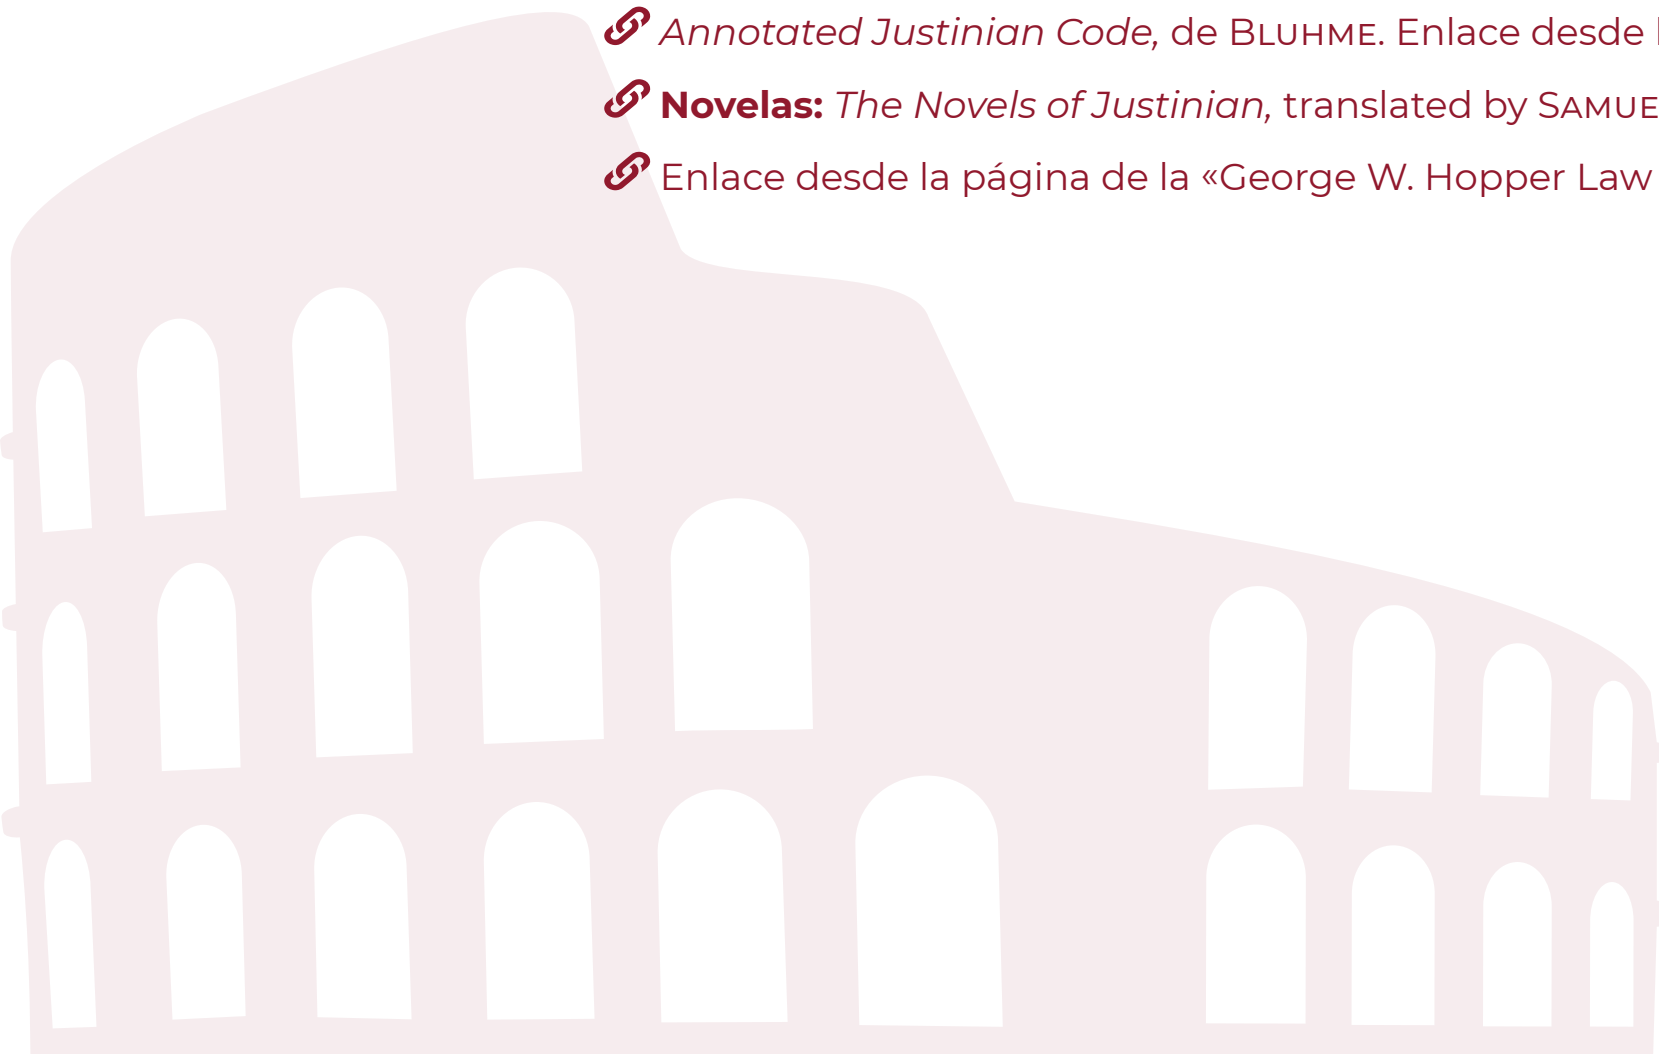 Annotated Justinian Code, de BLUHME. Enlace desde
Novelas: The Novels of Justinian, translated by SAMUE
Enlace desde la página de la «George W. Hopper Law